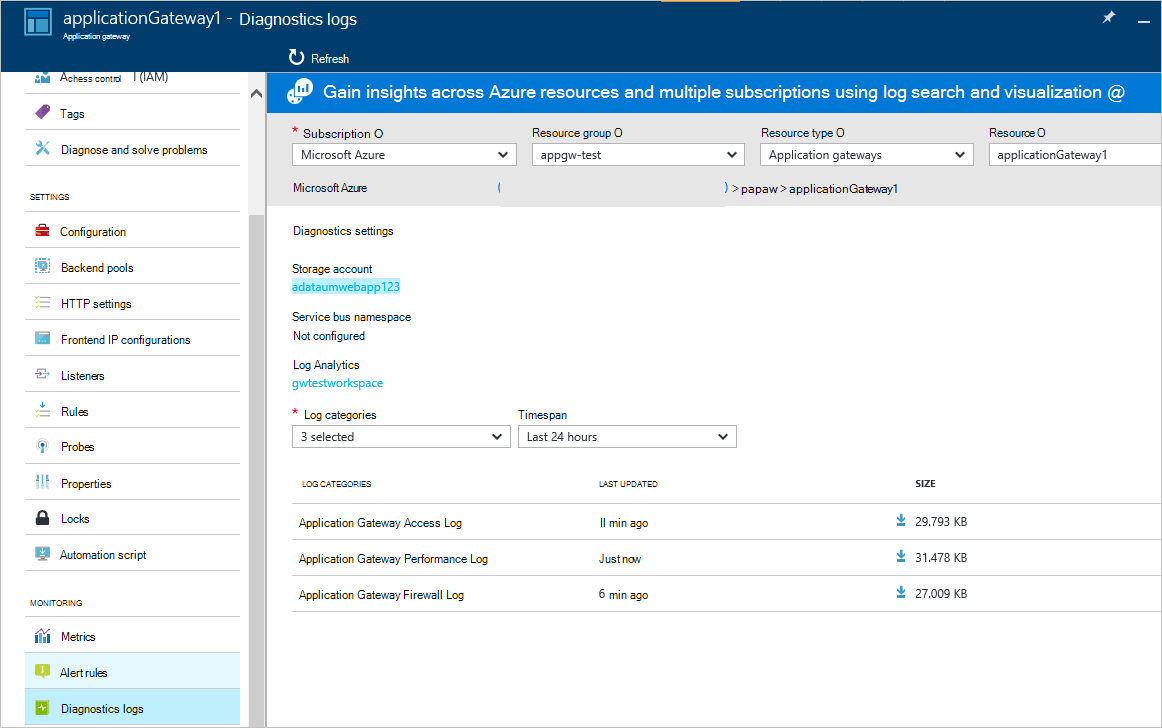 applicationGateway1 - Diagnostics logs
Application gateway
Refresh
Achess control I (IAM)
Tags
Diagnose and solve problems
SETTINGS
Configuration
Backend pools
HTTP settings
Frontend IP configurations
Listeners
Rules
Probes
Properties
Locks
Automation script
MONITORING
Metrics
Alert rules
Diagnostics logs
Gain insights across Azure resources and multiple subscriptions using log search and visualization @
* Subscription O
Resource group O
Resource type O
Resource O
Microsoft Azure
appgw-test
Application gateways
applicationGateway1
Microsoft Azure ( ) > papaw > applicationGateway1
Diagnostics settings
Storage account
adataumwebapp123
Service bus namespace
Not configured
Log Analytics
gwtestworkspace
* Log categories
Timespan
3 selected
Last 24 hours
LOG CATEGORIES LAST UPDATED SIZE
Application Gateway Access Log II min ago 29.793 KB
Application Gateway Performance Log Just now 31.478 KB
Application Gateway Firewall Log 6 min ago 27.009 KB